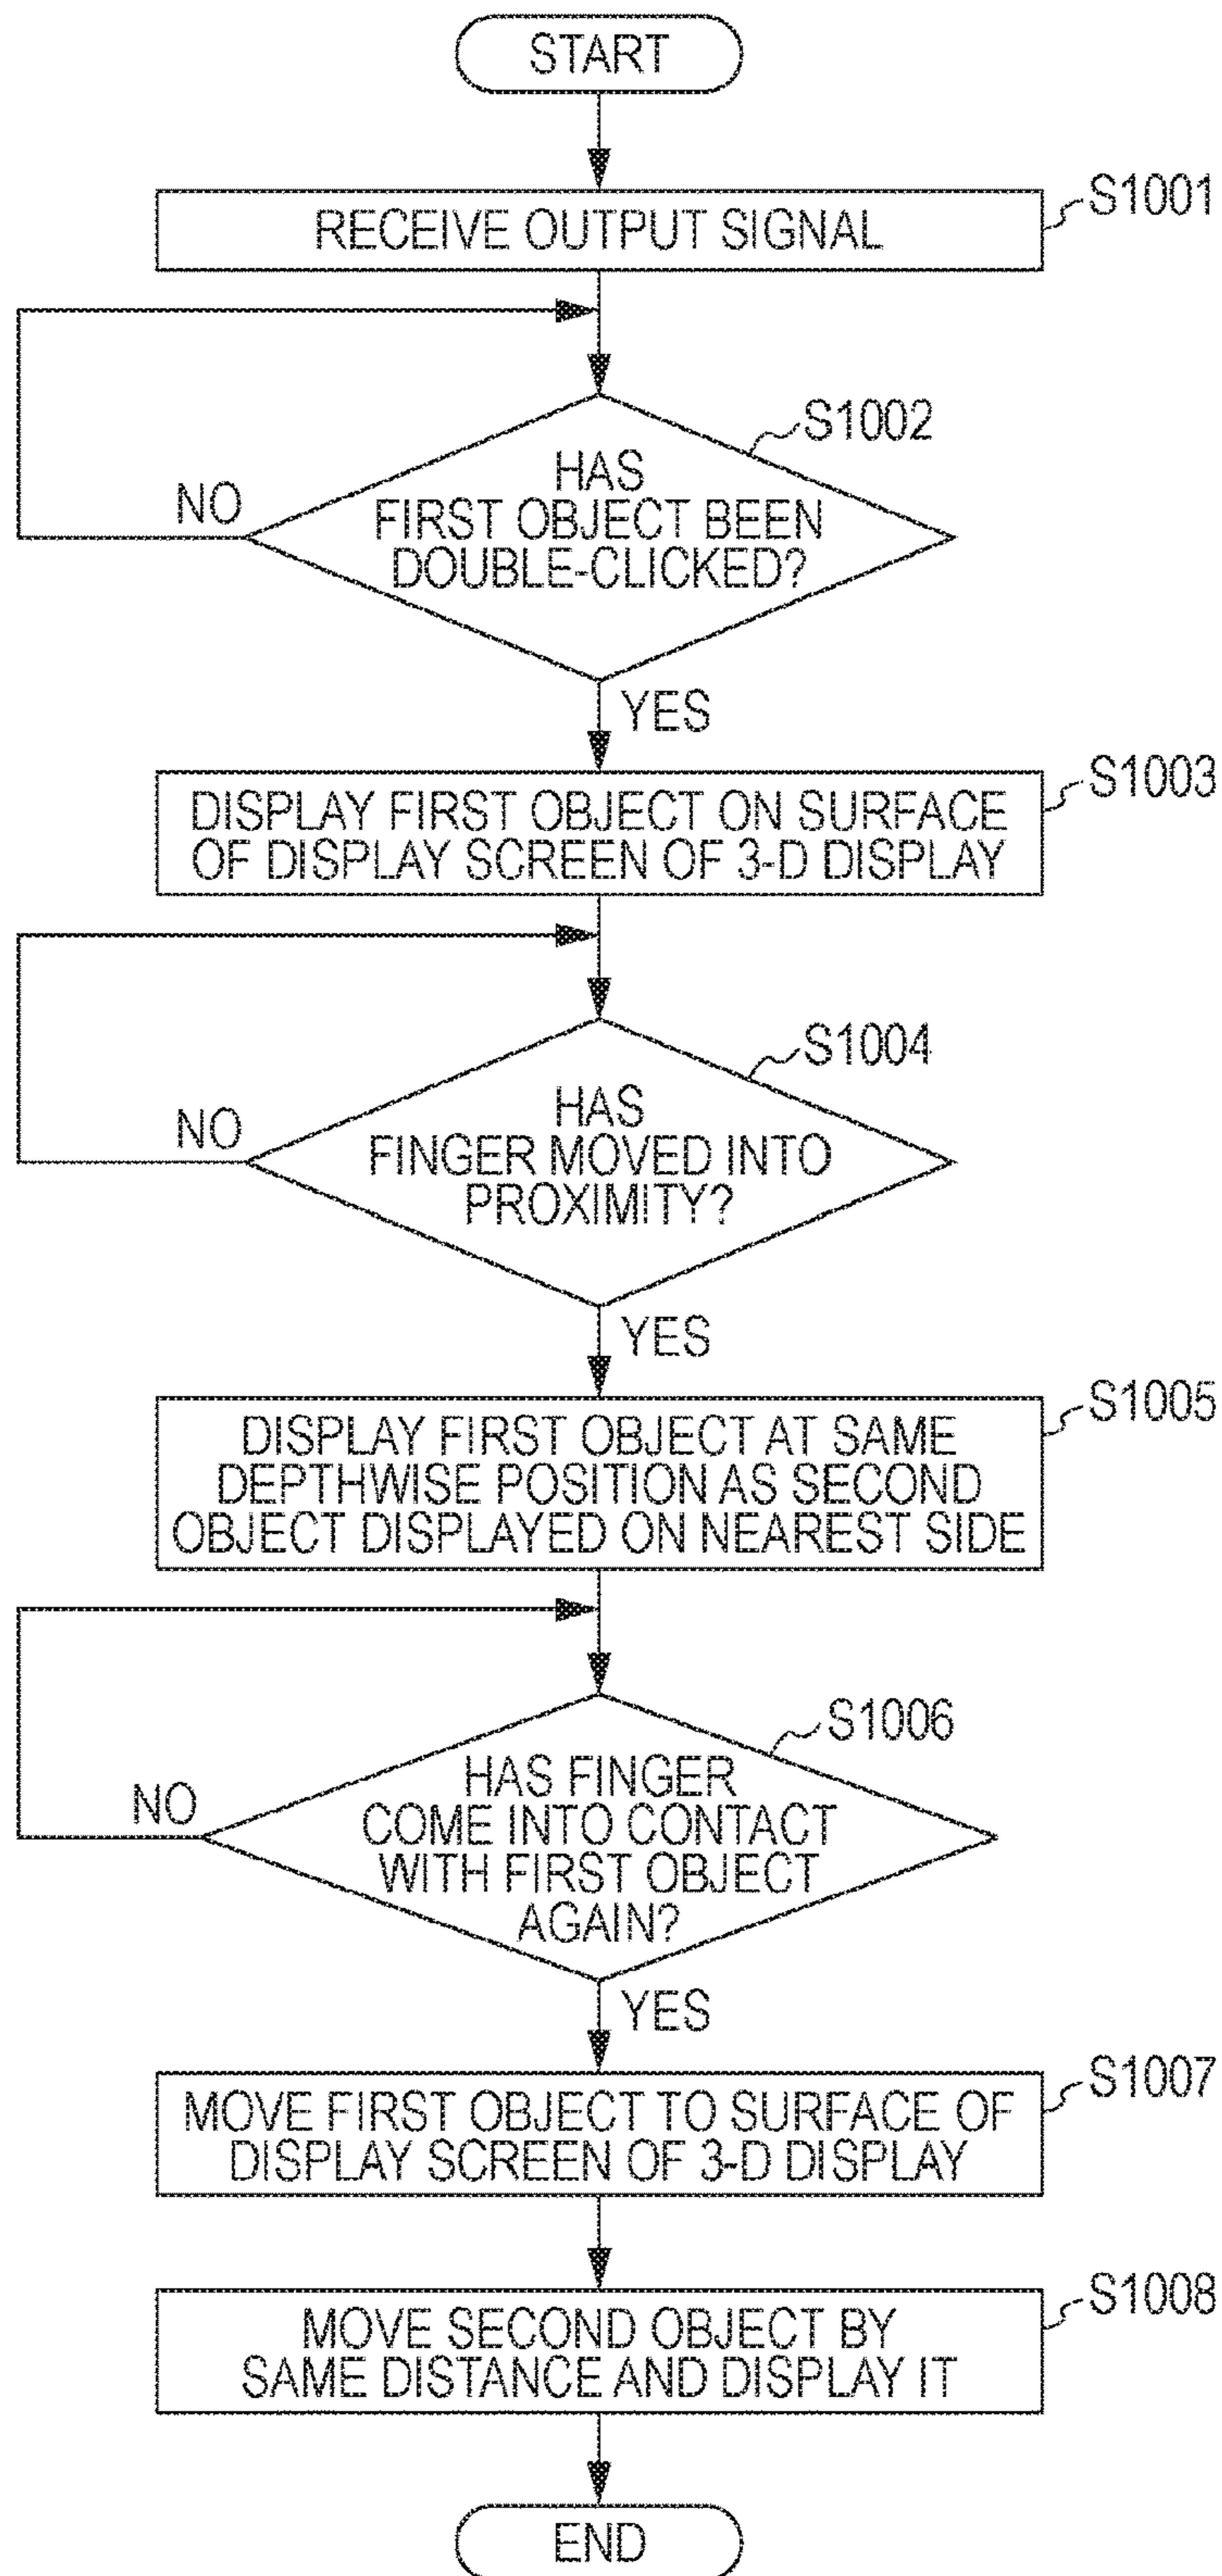 START
S1001
RECEIVE OUTPUT SIGNAL
S1002
HAS
FIRST OBJECT BEEN
DOUBLE-CLICKED?
NO
YES
S1003
DISPLAY FIRST OBJECT ON SURFACE
OF DISPLAY SCREEN OF 3-D DISPLAY
S1004
HAS
FINGER MOVED INTO
PROXIMITY?
NO
YES
S1005
DISPLAY FIRST OBJECT AT SAME
DEPTHWISE POSITION AS SECOND
OBJECT DISPLAYED ON NEAREST SIDE
S1006
HAS FINGER
COME INTO CONTACT
WITH FIRST OBJECT
AGAIN?
NO
YES
S1007
MOVE FIRST OBJECT TO SURFACE OF
DISPLAY SCREEN OF 3-D DISPLAY
S1008
MOVE SECOND OBJECT BY
SAME DISTANCE AND DISPLAY IT
END